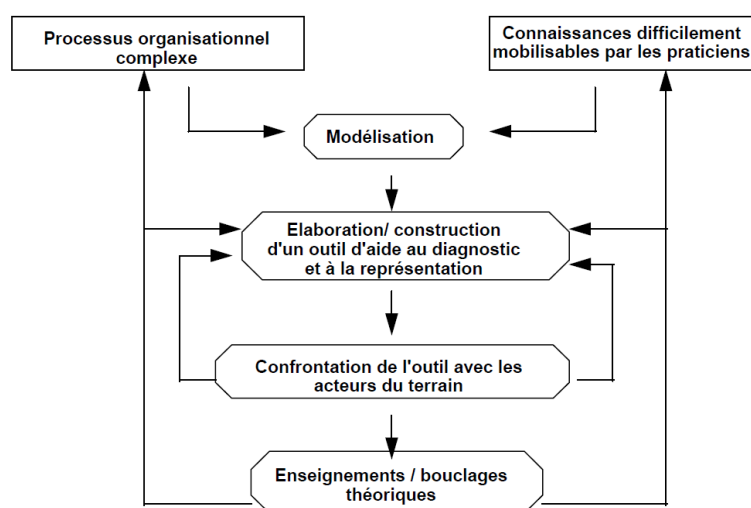 Processus organisationnel
complexe
Connaissances difficilement
mobilisables par les praticiens
Modélisation
Elaboration/ construction
d'un outil d'aide au diagnostic
et à la représentation
Confrontation de l'outil avec les
acteurs du terrain
Enseignements / bouclages
théoriques